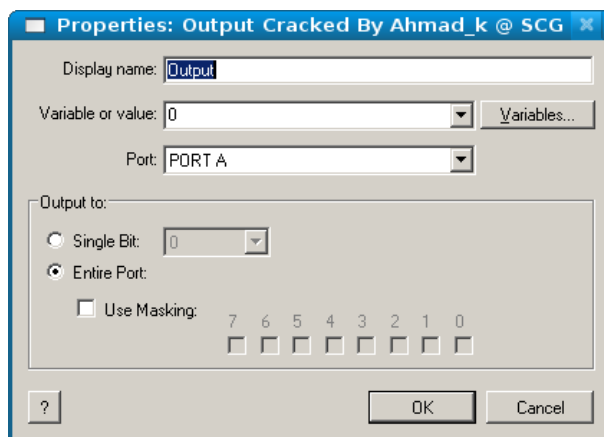 Properties: Output Cracked By Ahmad_k @ SCG
Display name: Output
Variable or value: 0 Variables...
Port: PORT A
Output to:
Single Bit: 0
Entire Port:
Use Masking:
7 6 5 4 3 2 1 0
? OK Cancel